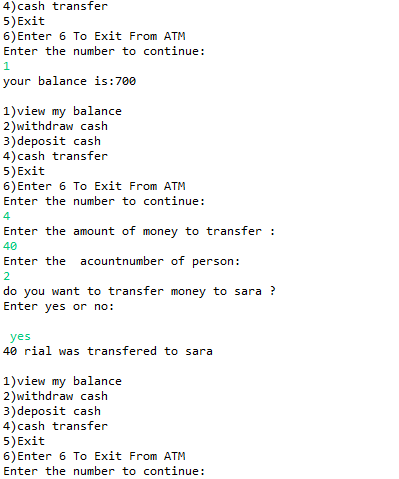 4)cash transfer
5)Exit
6)Enter 6 To Exit From ATM
Enter the number to continue:
1
your balance is:700
1)view my balance
2)withdraw cash
3)deposit cash
4)cash transfer
5)Exit
6)Enter 6 To Exit From ATM
Enter the number to continue:
4
Enter the amount of money to transfer :
40
Enter the  acountnumber of person:
2
do you want to transfer money to sara ?
Enter yes or no:
yes
40 rial was transfered to sara
1)view my balance
2)withdraw cash
3)deposit cash
4)cash transfer
5)Exit
6)Enter 6 To Exit From ATM
Enter the number to continue: